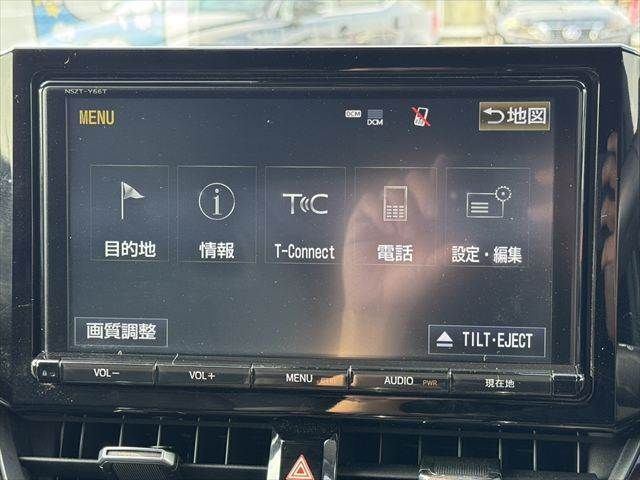 NSZT-Y66T
MENU
DCM
DCM
地図
目的地
情報
T-Connect
電話
設定・編集
画質調整
TILT・EJECT
VOL−
VOL+
MENU
AUDIO PWR
現在地